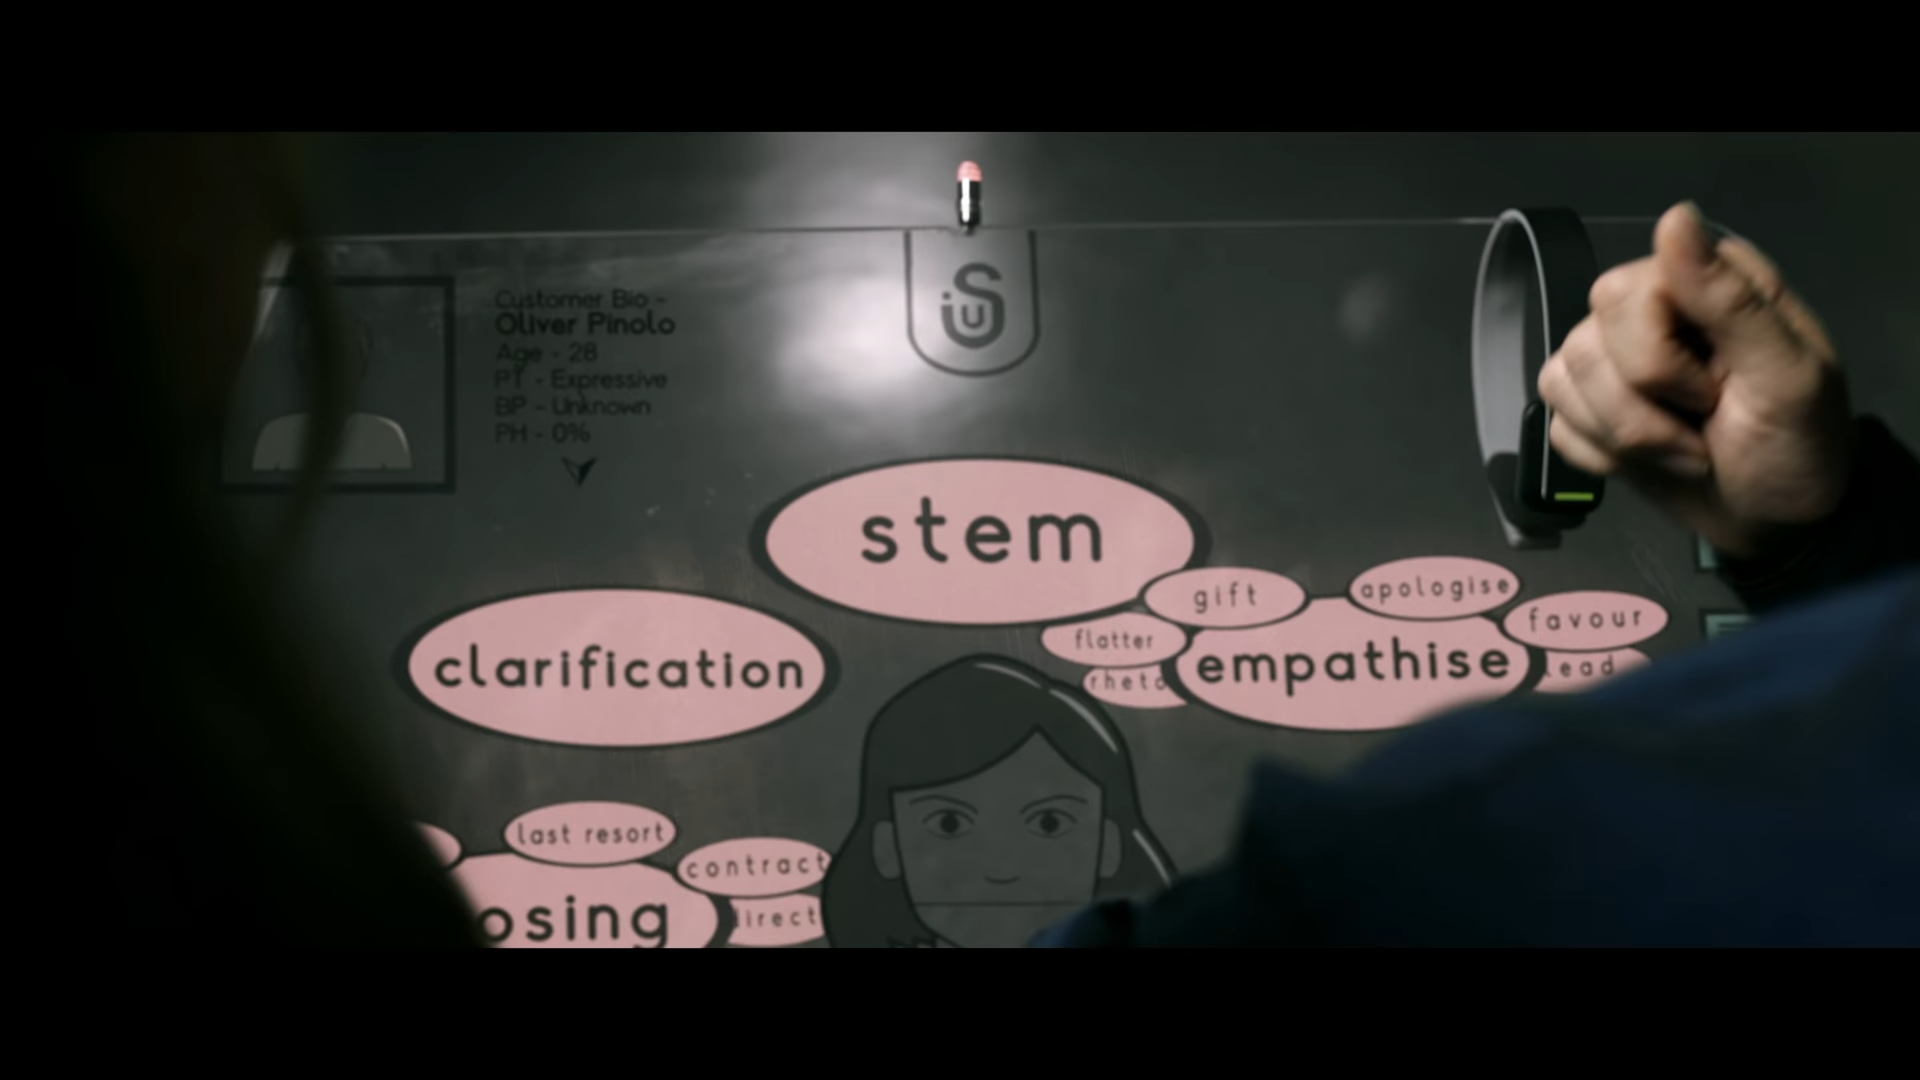 Customer Bio -
Oliver Pinolo
Age - 28
PT - Expressive
BP - Unknown
PH - 0%
stem
gift
apologise
favour
flatter
empathise
clarification
last resort
contract